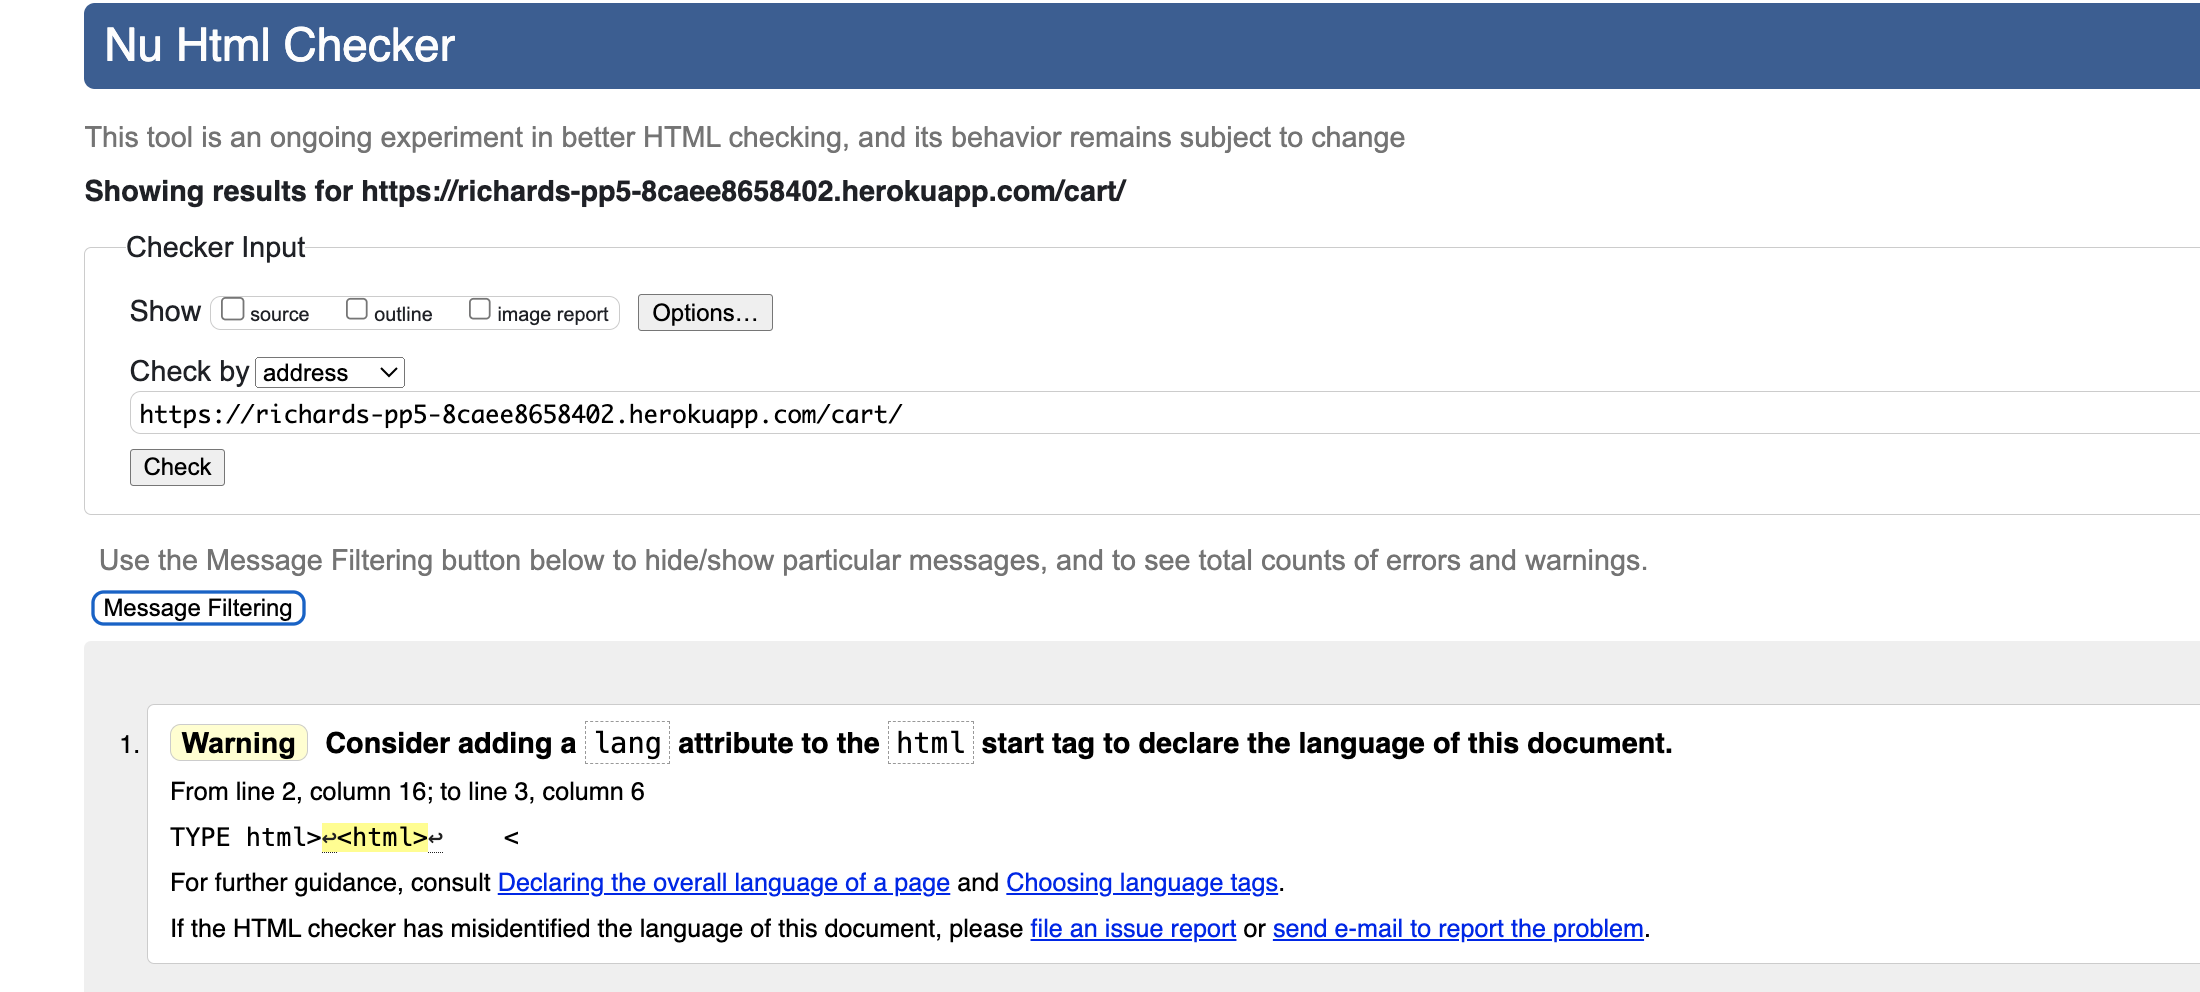 Nu Html Checker
This tool is an ongoing experiment in better HTML checking, and its behavior remains subject to change
Showing results for https://richards-pp5-8caee8658402.herokuapp.com/cart/
Checker Input
Show source outline image report Options…
Check by address
https://richards-pp5-8caee8658402.herokuapp.com/cart/
Check
Use the Message Filtering button below to hide/show particular messages, and to see total counts of errors and warnings.
Message Filtering
1. Warning Consider adding a lang attribute to the html start tag to declare the language of this document.
From line 2, column 16; to line 3, column 6
TYPE html>↩<html>↩    <
For further guidance, consult Declaring the overall language of a page and Choosing language tags.
If the HTML checker has misidentified the language of this document, please file an issue report or send e-mail to report the problem.